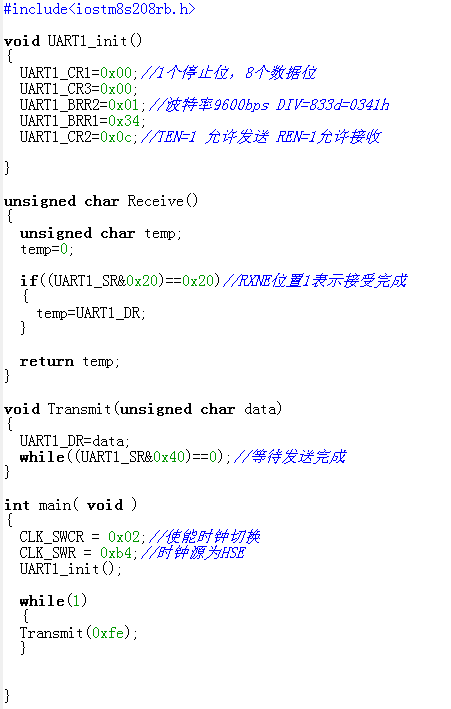 #include<iostm8s208rb.h>
void UART1_init()
{
UART1_CR1=0x00;//1个停止位，8个数据位
UART1_CR3=0x00;
UART1_BRR2=0x01;//波特率9600bps DIV=833d=0341h
UART1_BRR1=0x34;
UART1_CR2=0x0c;//TEN=1 允许发送 REN=1允许接收
}
unsigned char Receive()
{
unsigned char temp;
temp=0;
if((UART1_SR&0x20)==0x20)//RXNE位置1表示接受完成
{
temp=UART1_DR;
}
return temp;
}
void Transmit(unsigned char data)
{
UART1_DR=data;
while((UART1_SR&0x40)==0);//等待发送完成
}
int main( void )
{
CLK_SWCR = 0x02;//使能时钟切换
CLK_SWR = 0xb4;//时钟源为HSE
UART1_init();
while(1)
{
Transmit(0xfe);
}
}